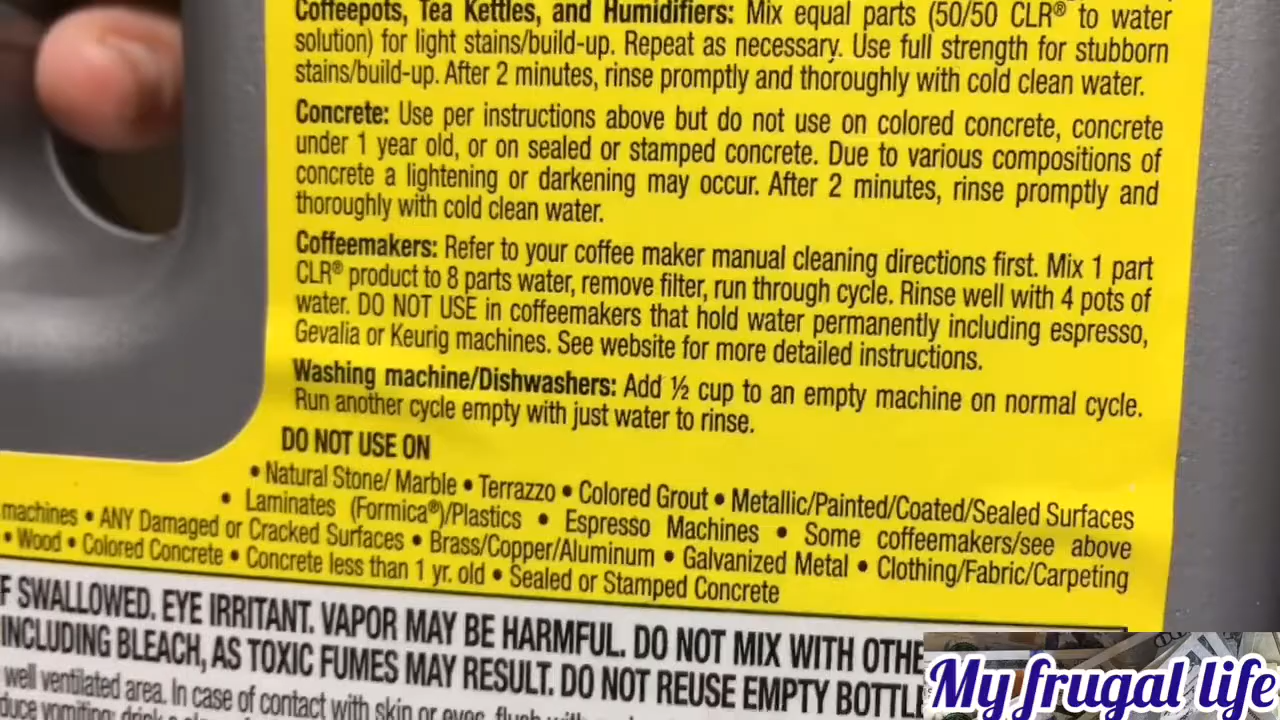 Coffeepots, Tea Kettles, and Humidifiers: Mix equal parts (50/50 CLR® to water
solution) for light stains/build-up. Repeat as necessary. Use full strength for stubborn
stains/build-up. After 2 minutes, rinse promptly and thoroughly with cold clean water.
Concrete: Use per instructions above but do not use on colored concrete, concrete
under 1 year old, or on sealed or stamped concrete. Due to various compositions of
concrete a lightening or darkening may occur. After 2 minutes, rinse promptly and
thoroughly with cold clean water.
Coffeemakers: Refer to your coffee maker manual cleaning directions first. Mix 1 part
CLR® product to 8 parts water, remove filter, run through cycle. Rinse well with 4 pots of
water. DO NOT USE in coffeemakers that hold water permanently including espresso,
Gevalia or Keurig machines. See website for more detailed instructions.
Washing machine/Dishwashers: Add ½ cup to an empty machine on normal cycle.
Run another cycle empty with just water to rinse.
DO NOT USE ON
• Natural Stone/ Marble • Terrazzo • Colored Grout • Metallic/Painted/Coated/Sealed Surfaces
• Laminates (Formica®)/Plastics • Espresso Machines • Some coffeemakers/see above
machines • ANY Damaged or Cracked Surfaces • Brass/Copper/Aluminum • Galvanized Metal • Clothing/Fabric/Carpeting
• Wood • Colored Concrete • Concrete less than 1 yr. old • Sealed or Stamped Concrete
F SWALLOWED. EYE IRRITANT. VAPOR MAY BE HARMFUL. DO NOT MIX WITH OTHE
INCLUDING BLEACH, AS TOXIC FUMES MAY RESULT. DO NOT REUSE EMPTY BOTTL
well ventilated area. In case of contact with skin or eyes, flush
duce vomiting; drink
My frugal life